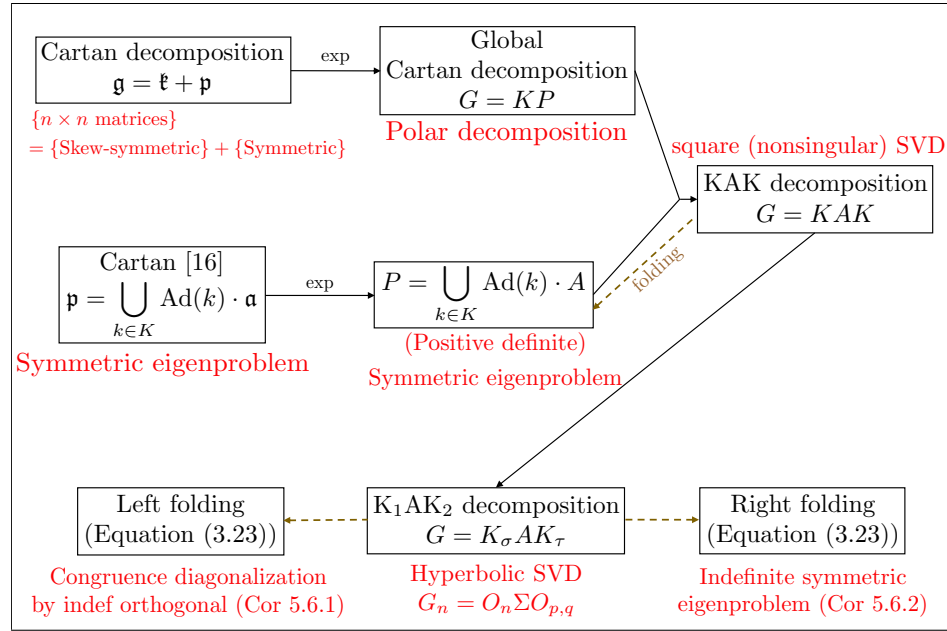 Cartan decomposition
𝔤 = 𝔨 + 𝔭
{n × n matrices}
= {Skew-symmetric} + {Symmetric}
exp
Global
Cartan decomposition
G = KP
Polar decomposition
square (nonsingular) SVD
KAK decomposition
G = KAK
folding
Cartan [16]
𝔭 = ⋃_{k∈K} Ad(k) · 𝔞
Symmetric eigenproblem
exp
P = ⋃_{k∈K} Ad(k) · A
(Positive definite)
Symmetric eigenproblem
Left folding
(Equation (3.23))
Congruence diagonalization
by indef orthogonal (Cor 5.6.1)
K₁AK₂ decomposition
G = K_σAK_τ
Hyperbolic SVD
G_n = O_nΣO_{p,q}
Right folding
(Equation (3.23))
Indefinite symmetric
eigenproblem (Cor 5.6.2)